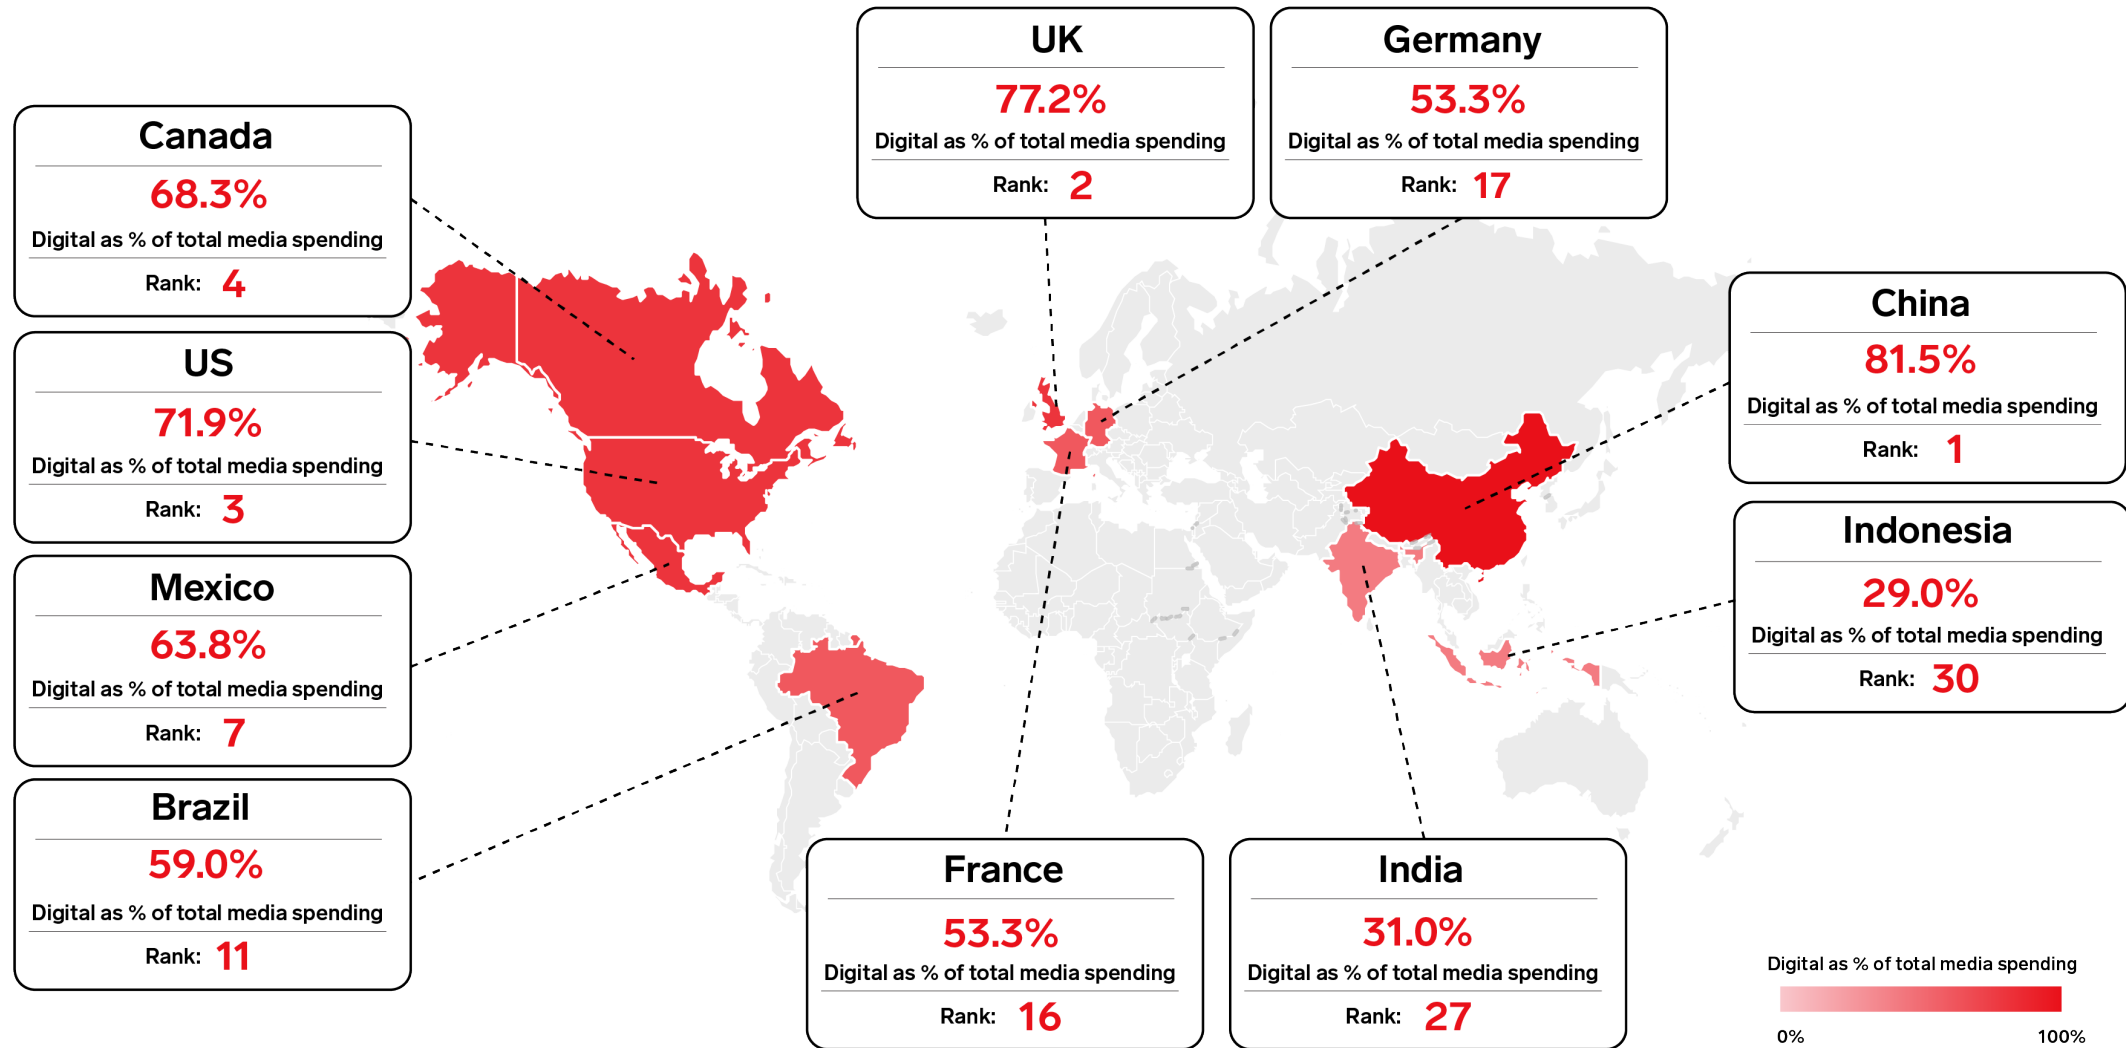 UK
77.2%
Digital as % of total media spending
Rank: 2
Germany
53.3%
Digital as % of total media spending
Rank: 17
Canada
68.3%
Digital as % of total media spending
Rank: 4
US
71.9%
Digital as % of total media spending
Rank: 3
Mexico
63.8%
Digital as % of total media spending
Rank: 7
Brazil
59.0%
Digital as % of total media spending
Rank: 11
China
81.5%
Digital as % of total media spending
Rank: 1
Indonesia
29.0%
Digital as % of total media spending
Rank: 30
France
53.3%
Digital as % of total media spending
Rank: 16
India
31.0%
Digital as % of total media spending
Rank: 27
Digital as % of total media spending
0% 100%